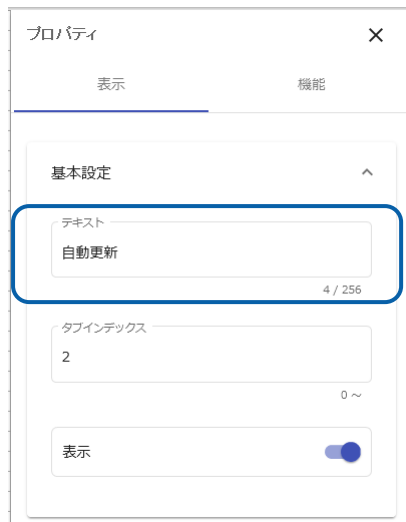 プロパティ
表示
機能
基本設定
テキスト
自動更新
4 / 256
タブインデックス
2
0 ～
表示